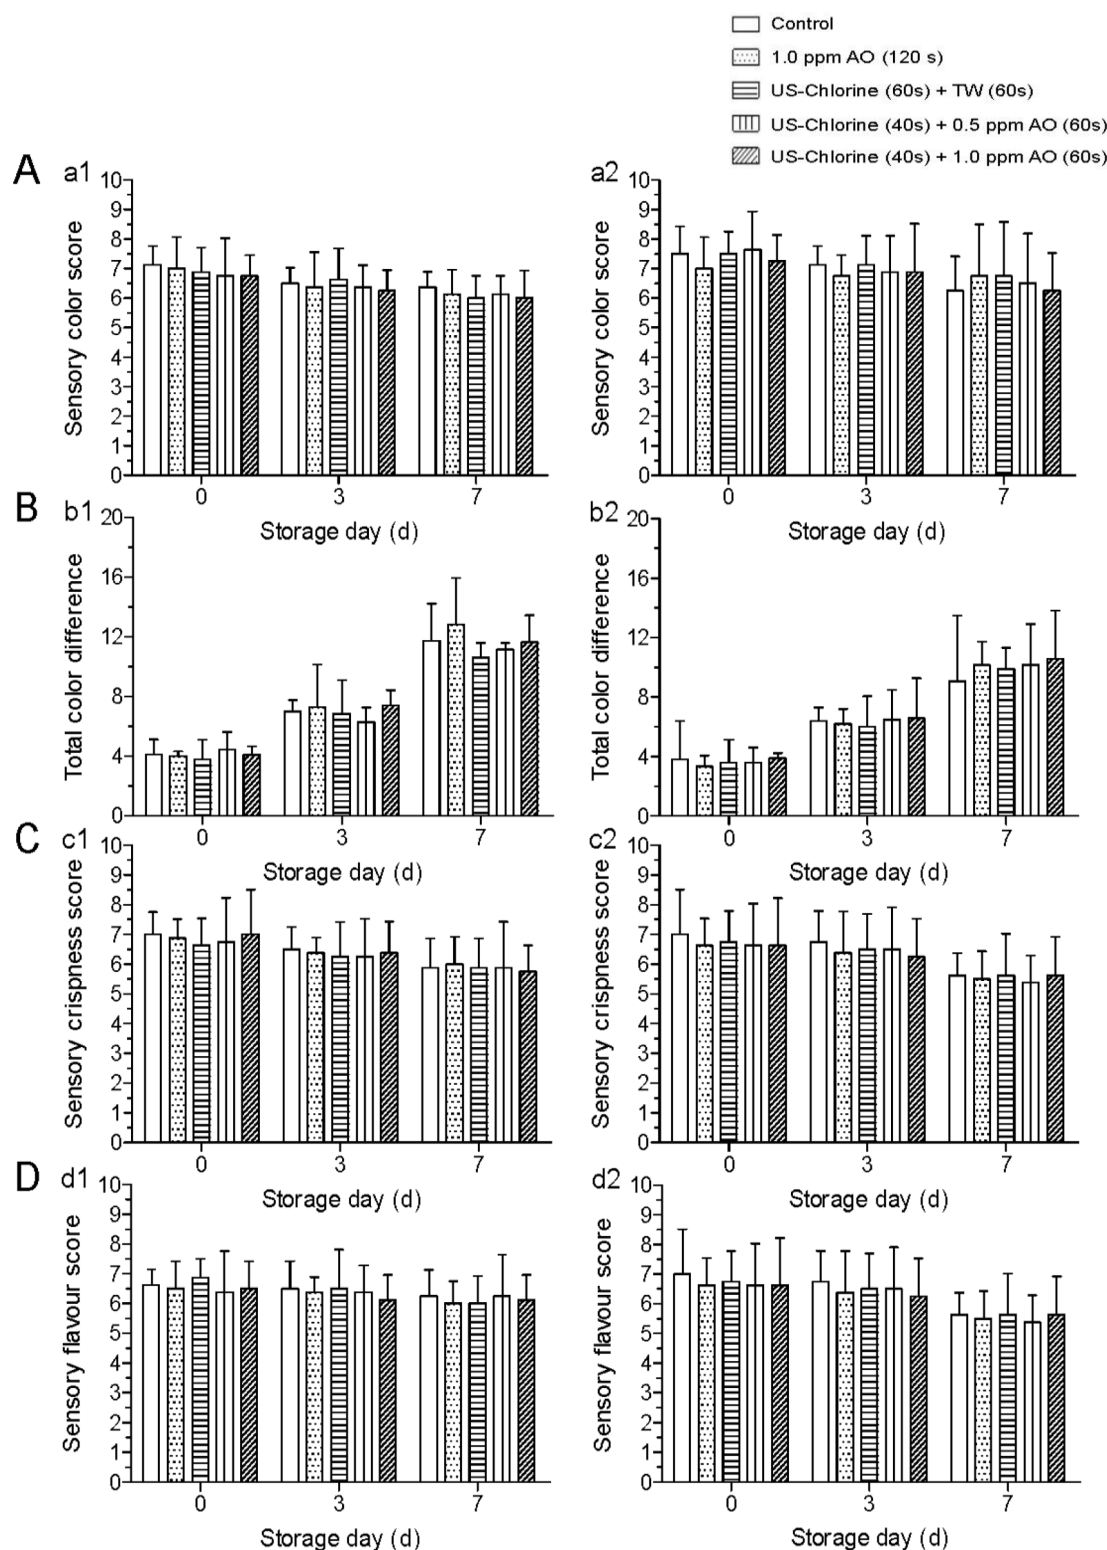 Control
1.0 ppm AO (120 s)
US-Chlorine (60s) + TW (60s)
US-Chlorine (40s) + 0.5 ppm AO (60s)
US-Chlorine (40s) + 1.0 ppm AO (60s)
A
a1
10
9
8
7
6
5
4
3
2
1
0
Sensory color score
0 3 7
Storage day (d)
a2
10
9
8
7
6
5
4
3
2
1
0
Sensory color score
0 3 7
Storage day (d)
B
b1
20
16
12
8
4
0
Total color difference
0 3 7
Storage day (d)
b2
20
16
12
8
4
0
Total color difference
0 3 7
Storage day (d)
C
c1
10
9
8
7
6
5
4
3
2
1
0
Sensory crispness score
0 3 7
Storage day (d)
c2
10
9
8
7
6
5
4
3
2
1
0
Sensory crispness score
0 3 7
Storage day (d)
D
d1
10
9
8
7
6
5
4
3
2
1
0
Sensory flavour score
0 3 7
Storage day (d)
d2
10
9
8
7
6
5
4
3
2
1
0
Sensory flavour score
0 3 7
Storage day (d)